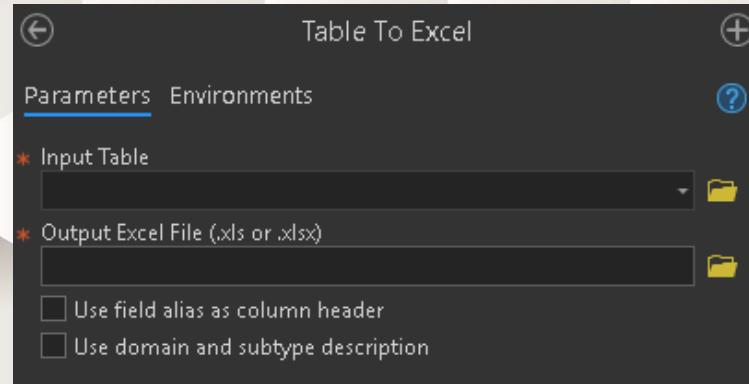 Table To Excel
Parameters Environments
* Input Table
* Output Excel File (.xls or .xlsx)
Use field alias as column header
Use domain and subtype description